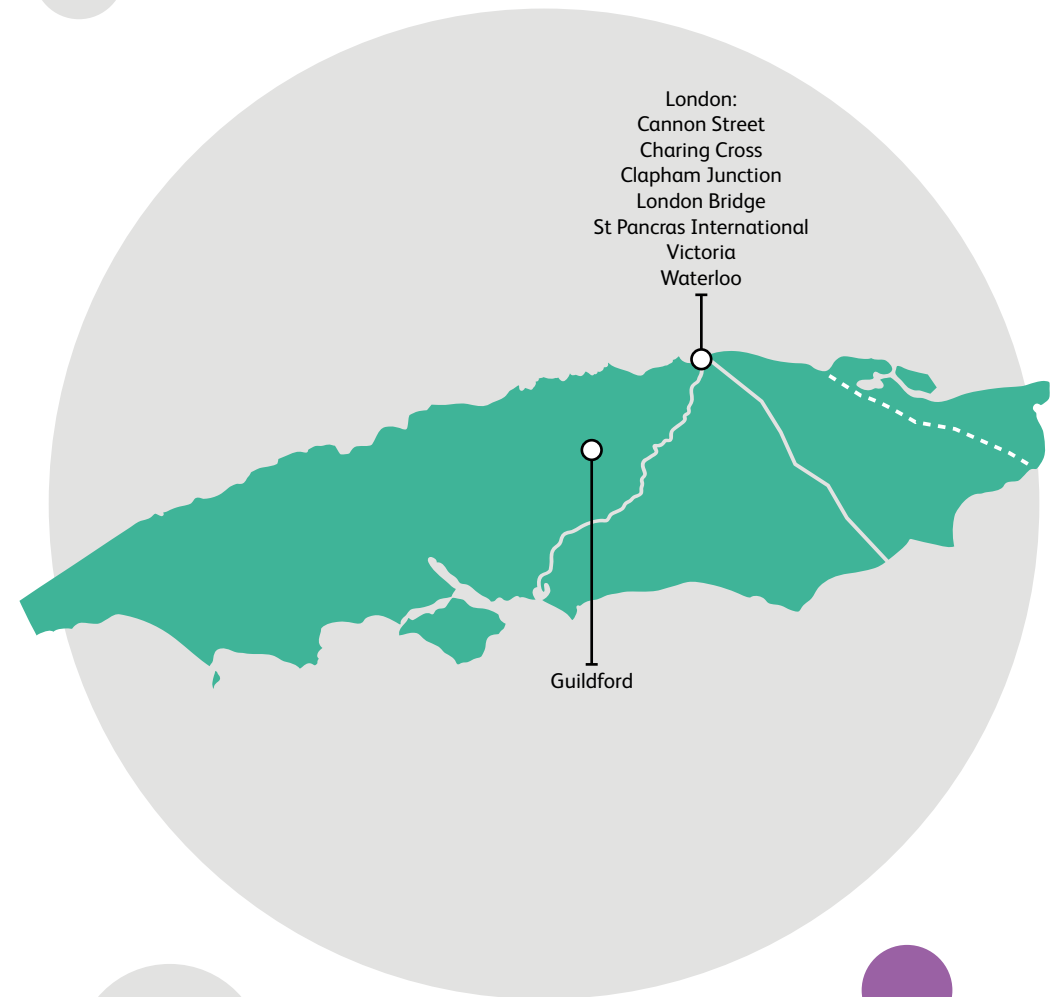 London:
Cannon Street
Charing Cross
Clapham Junction
London Bridge
St Pancras International
Victoria
Waterloo
Guildford